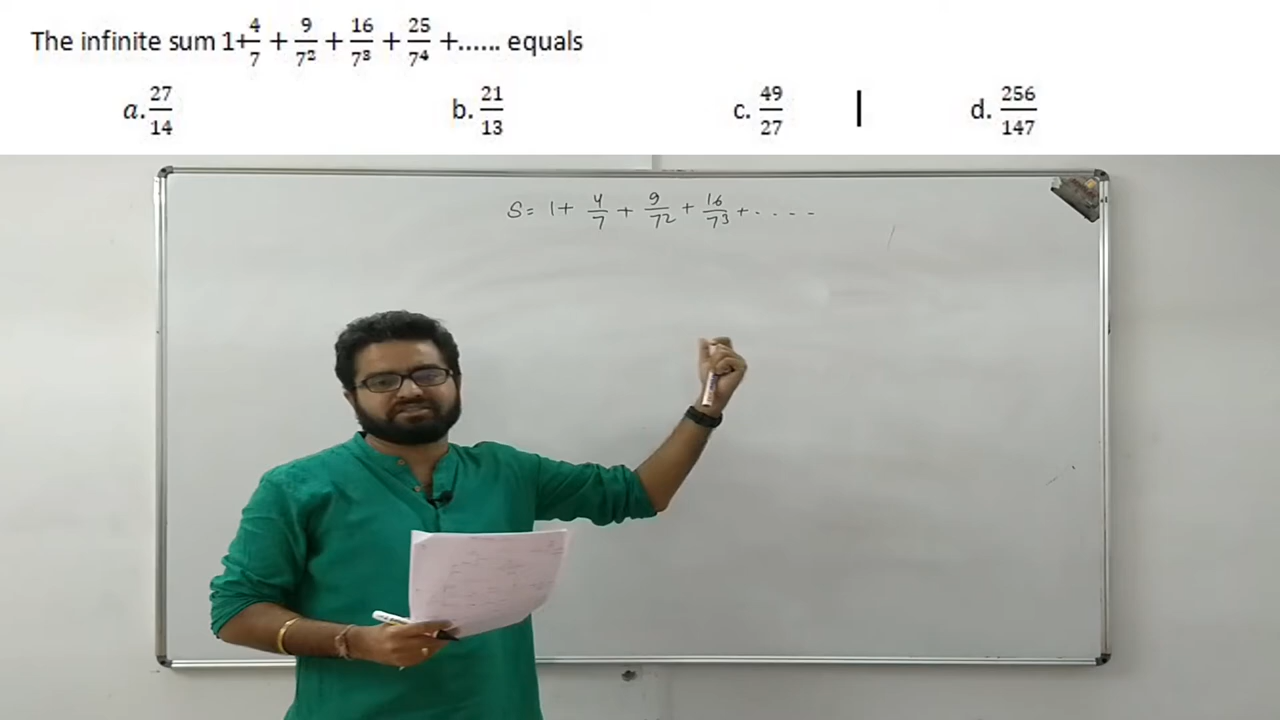 The infinite sum 1+4/7 + 9/7² + 16/7³ + 25/7⁴ +...... equals
a. 27/14 b. 21/13 c. 49/27 d. 256/147
S= 1+ 4/7 + 9/7² + 16/7³ +- . . . .